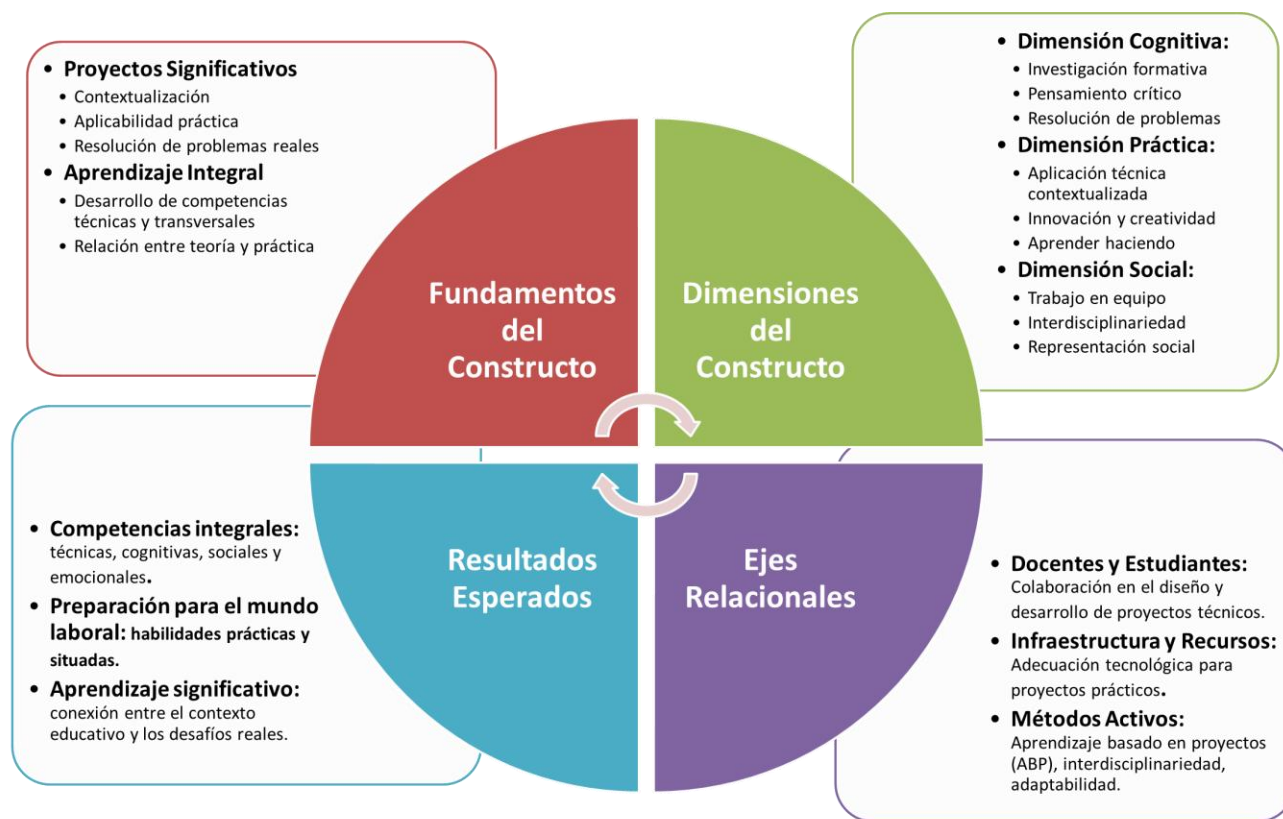 • Proyectos Significativos
• Contextualización
• Aplicabilidad práctica
• Resolución de problemas reales
• Aprendizaje Integral
• Desarrollo de competencias
técnicas y transversales
• Relación entre teoría y práctica
• Dimensión Cognitiva:
• Investigación formativa
• Pensamiento crítico
• Resolución de problemas
• Dimensión Práctica:
• Aplicación técnica
contextualizada
• Innovación y creatividad
• Aprender haciendo
• Dimensión Social:
• Trabajo en equipo
• Interdisciplinariedad
• Representación social
Fundamentos
del
Constructo
Dimensiones
del
Constructo
Resultados
Esperados
Ejes
Relacionales
• Competencias integrales:
técnicas, cognitivas, sociales y
emocionales.
• Preparación para el mundo
laboral: habilidades prácticas y
situadas.
• Aprendizaje significativo:
conexión entre el contexto
educativo y los desafíos reales.
• Docentes y Estudiantes:
Colaboración en el diseño y
desarrollo de proyectos técnicos.
• Infraestructura y Recursos:
Adecuación tecnológica para
proyectos prácticos.
• Métodos Activos:
Aprendizaje basado en proyectos
(ABP), interdisciplinariedad,
adaptabilidad.